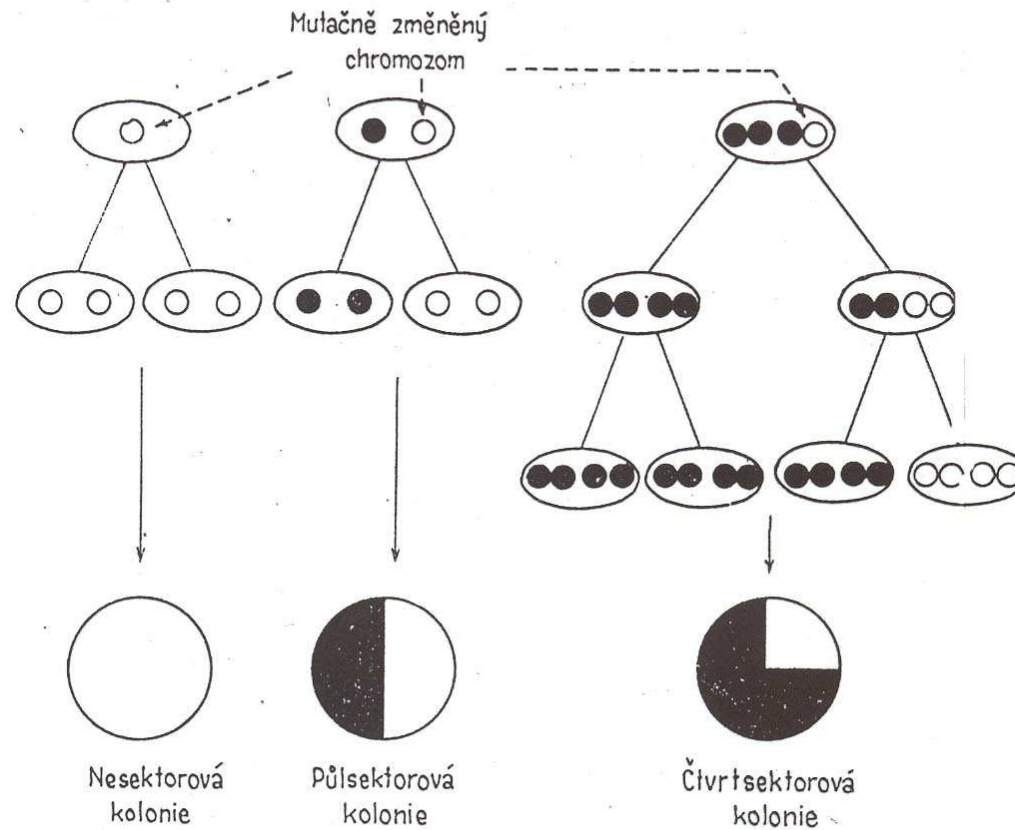 Mutačně změněný
chromozom
Nesektorová
kolonie
Půlsektorová
kolonie
Čtvrtsektorová
kolonie